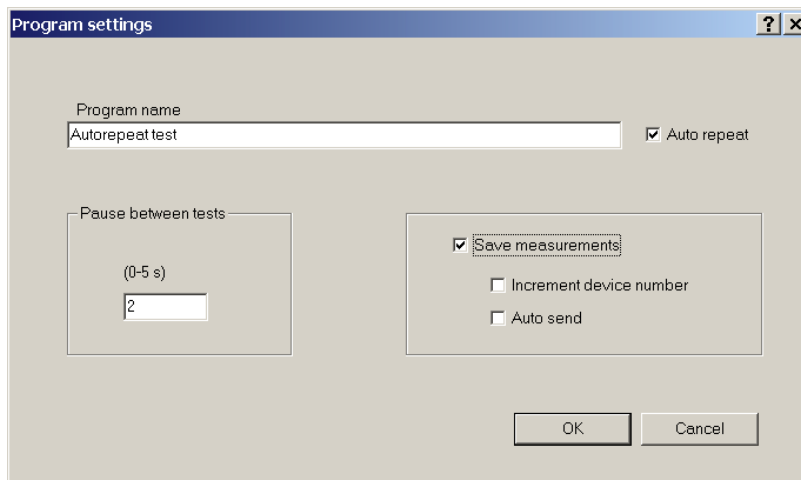 Program settings
Program name
Autorepeat test
Auto repeat
Pause between tests
(0-5 s)
2
Save measurements
Increment device number
Auto send
OK
Cancel